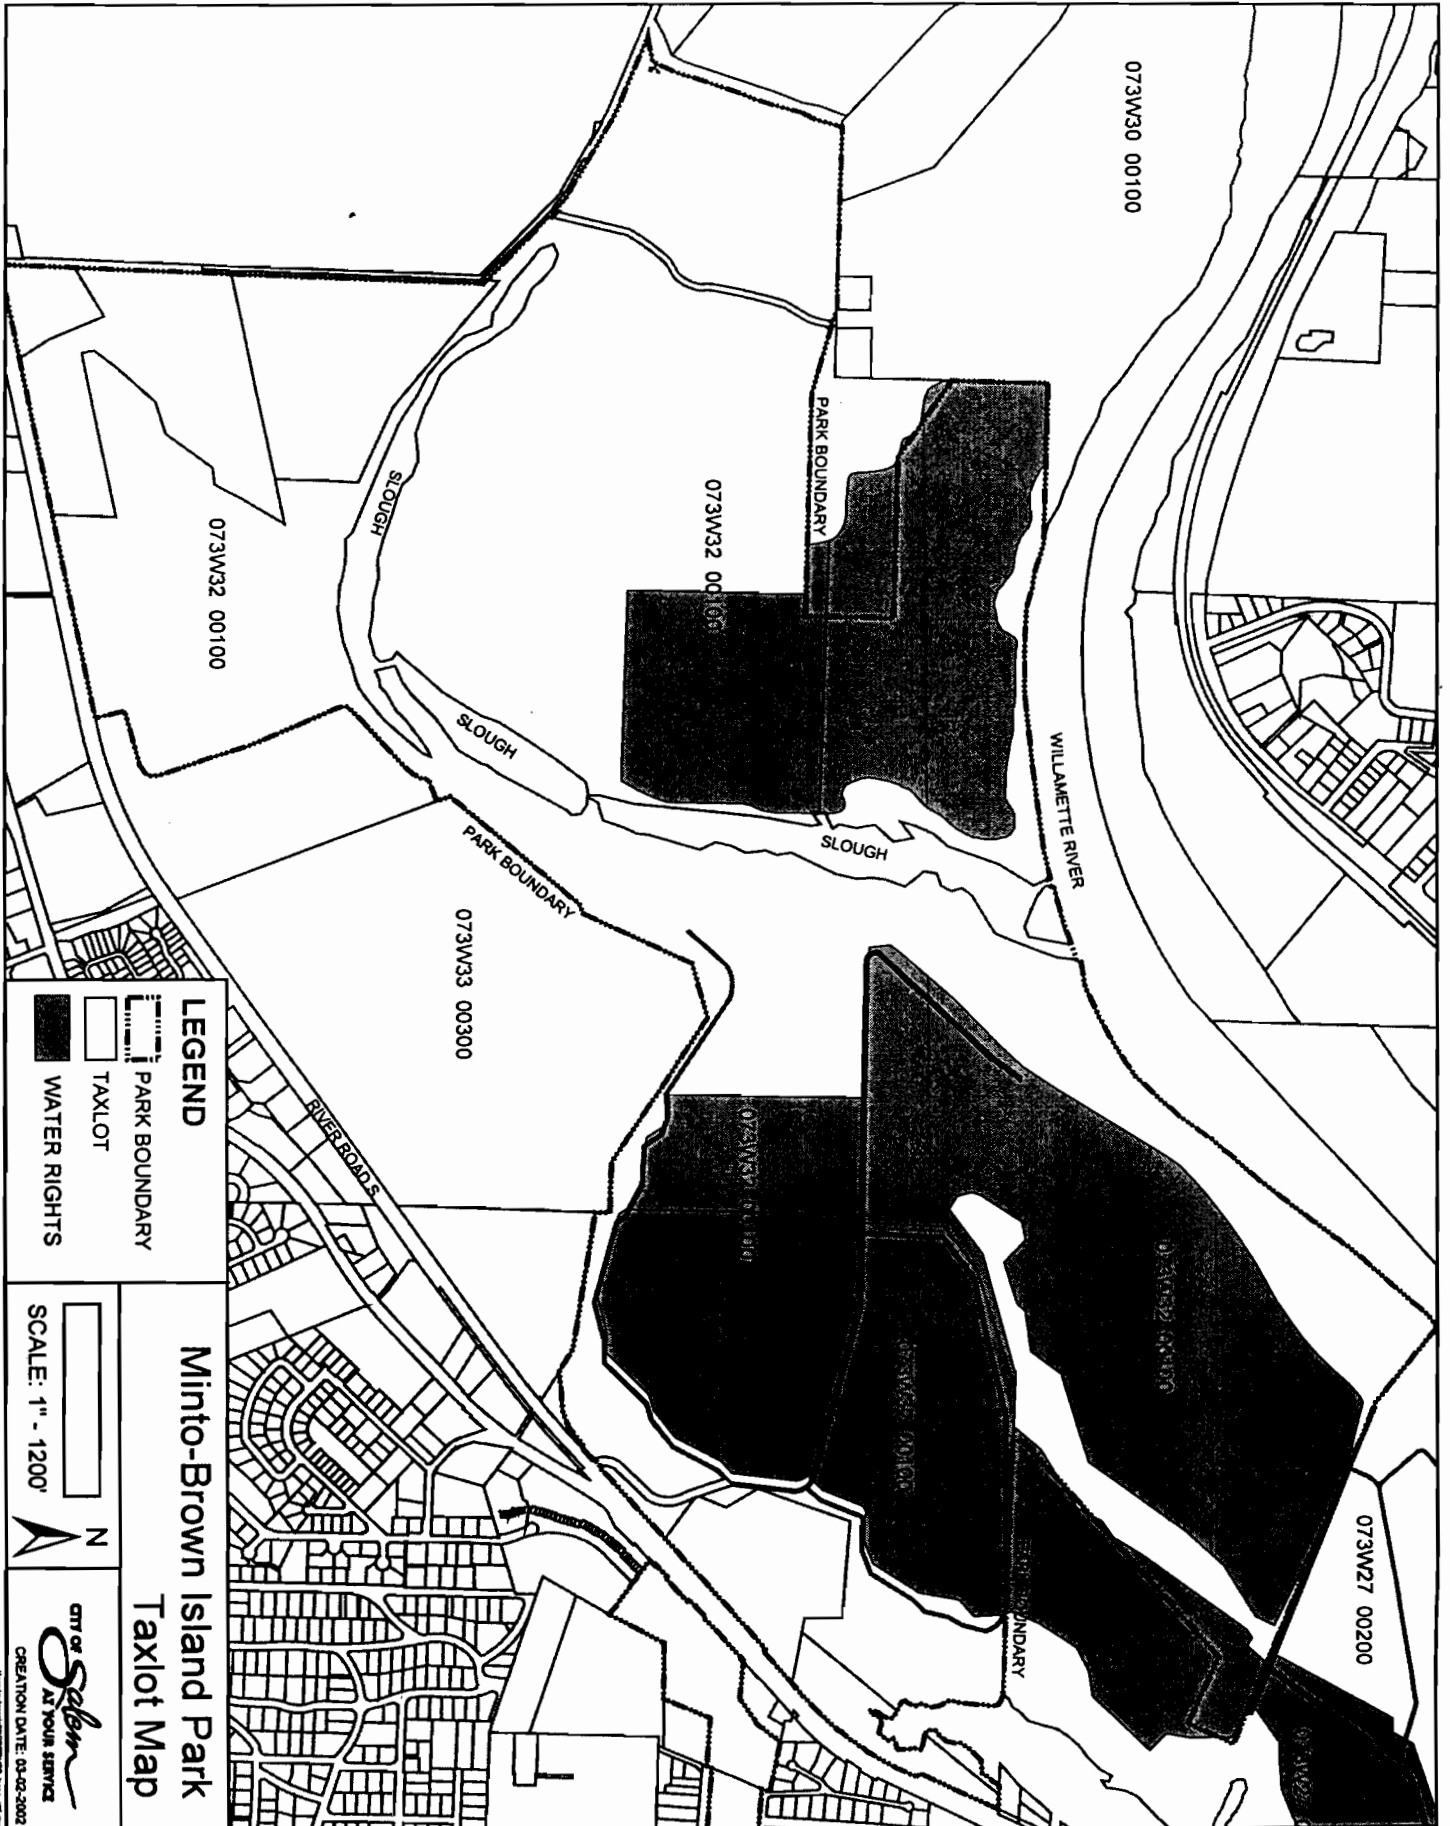 073W30 00100
WILLAMETTE RIVER
073W27 00200
PARK BOUNDARY
SLOUGH
073W32 00100
SLOUGH
SLOUGH
PARK BOUNDARY
073W33 00300
073W32 00100
RIVER ROAD S
LEGEND
PARK BOUNDARY
TAXLOT
WATER RIGHTS
Minto-Brown Island Park
Taxlot Map
SCALE: 1" - 1200'
N
CITY OF Salem
AT YOUR SERVICE
CREATION DATE: 03-02-2002